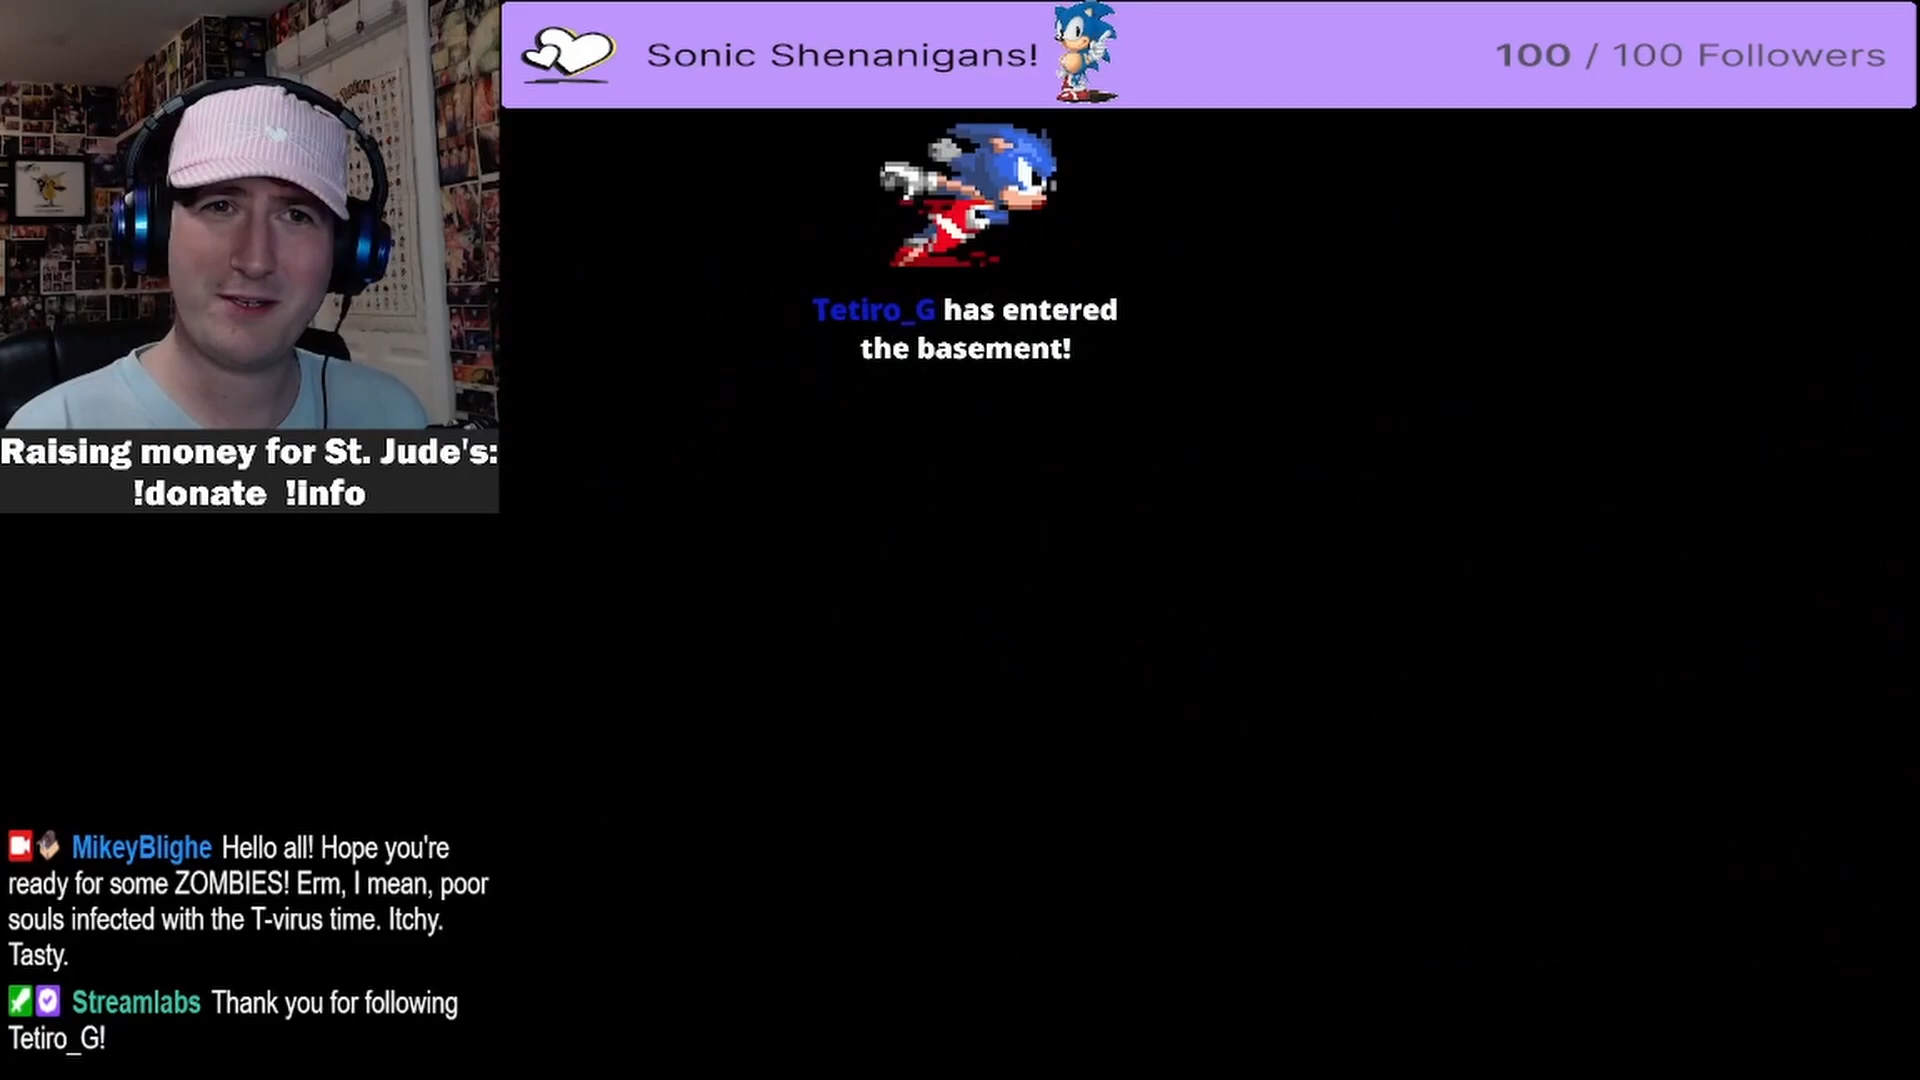 Sonic Shenanigans!
100 / 100 Followers
Tetiro_G has entered
the basement!
Raising money for St. Jude's:
!donate !info
MikeyBlighe Hello all! Hope you're
ready for some ZOMBIES! Erm, I mean, poor
souls infected with the T-virus time. Itchy.
Tasty.
Streamlabs Thank you for following
Tetiro_G!